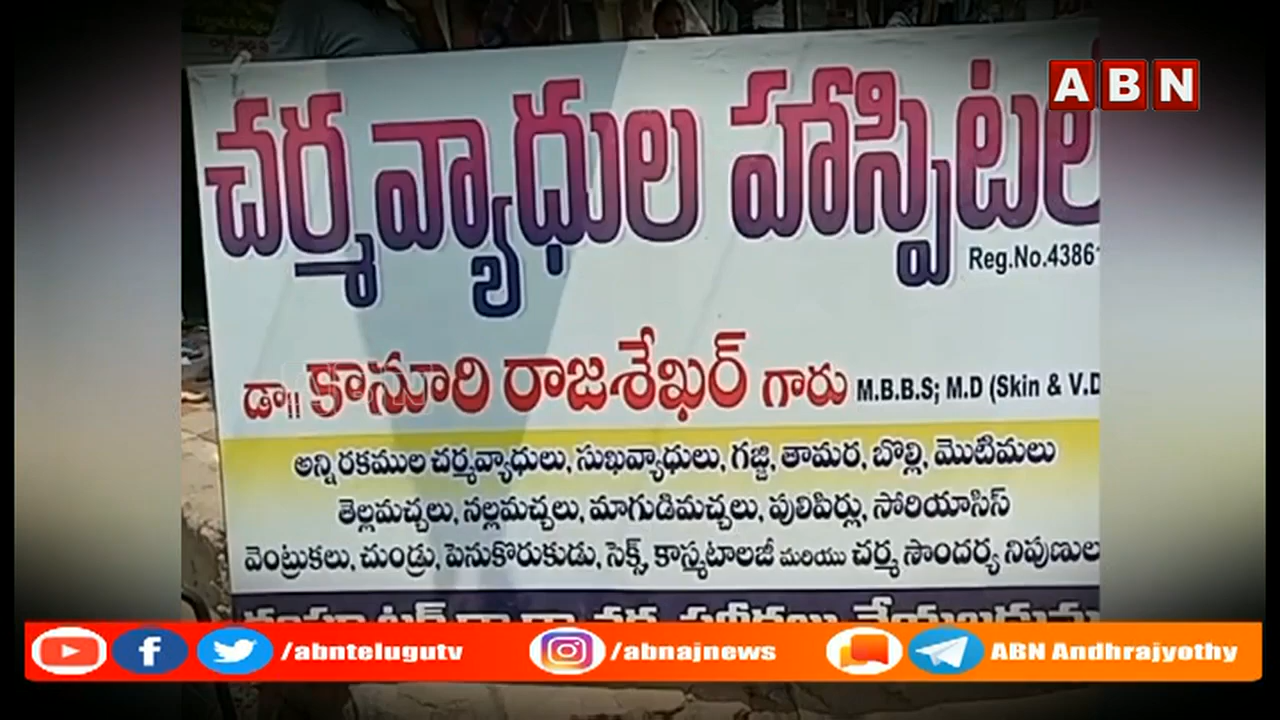 ABN
చర్మవ్యాధుల హాస్పిటల్
Reg.No.43861
డా॥ కానూరి రాజశేఖర్ గారు M.B.B.S; M.D (Skin & V.D
అన్ని రకముల చర్మవ్యాధులు, సుఖవ్యాధులు, గజ్జి, తామర, బొల్లి, మొటిమలు
తెల్లమచ్చలు, నల్లమచ్చలు, మాగుడిమచ్చలు, పులిపిర్లు, సోరియాసిస్
వెంట్రుకలు, చుండ్రు, పెనుకొరుకుడు, సెక్స్, కాస్మటాలజీ మరియు చర్మ సౌందర్య నిపుణుల
/abntelugutv /abnajnews ABN Andhrajyothy